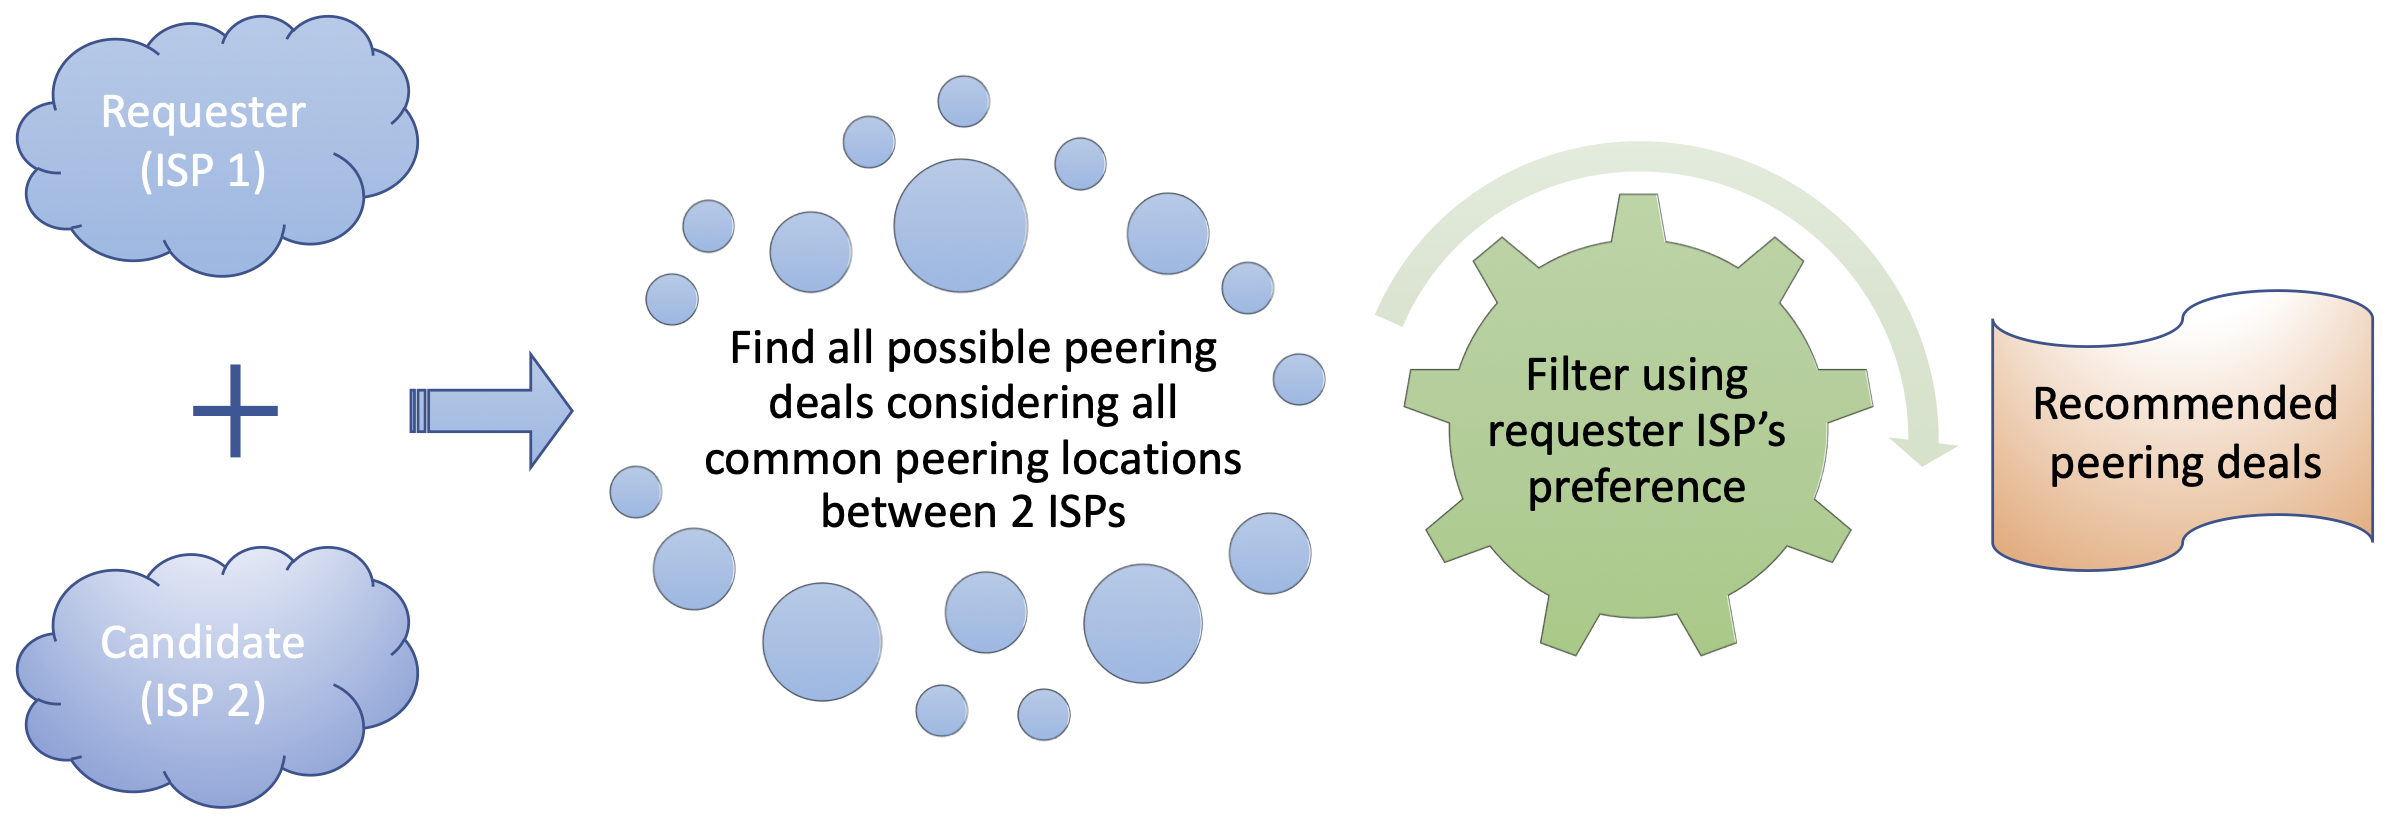 Requester
(ISP 1)
Candidate
(ISP 2)
Find all possible peering
deals considering all
common peering locations
between 2 ISPs
Filter using
requester ISP’s
preference
Recommended
peering deals